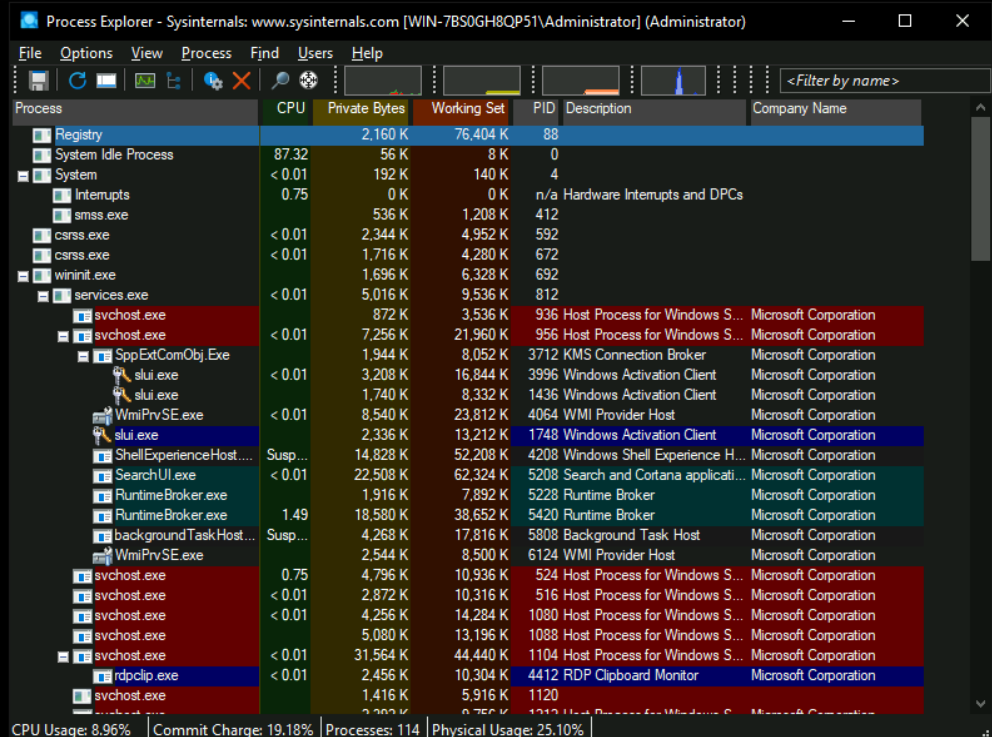 Process Explorer - Sysinternals: www.sysinternals.com [WIN-7BS0GH8QP51\Administrator] (Administrator)
File Options View Process Find Users Help
<Filter by name>
Process CPU Private Bytes Working Set PID Description Company Name
Registry 2,160 K 76,404 K 88
System Idle Process 87.32 56 K 8 K 0
System < 0.01 192 K 140 K 4
Interrupts 0.75 0 K 0 K n/a Hardware Interrupts and DPCs
smss.exe 536 K 1,208 K 412
csrss.exe < 0.01 2,344 K 4,952 K 592
csrss.exe < 0.01 1,716 K 4,280 K 672
wininit.exe 1,696 K 6,328 K 692
services.exe < 0.01 5,016 K 9,536 K 812
svchost.exe 872 K 3,536 K 936 Host Process for Windows S... Microsoft Corporation
svchost.exe < 0.01 7,256 K 21,960 K 956 Host Process for Windows S... Microsoft Corporation
SppExtComObj.Exe 1,944 K 8,052 K 3712 KMS Connection Broker Microsoft Corporation
slui.exe < 0.01 3,208 K 16,844 K 3996 Windows Activation Client Microsoft Corporation
slui.exe 1,740 K 8,332 K 1436 Windows Activation Client Microsoft Corporation
WmiPrvSE.exe < 0.01 8,540 K 23,812 K 4064 WMI Provider Host Microsoft Corporation
slui.exe 2,336 K 13,212 K 1748 Windows Activation Client Microsoft Corporation
ShellExperienceHost.... Susp... 14,828 K 52,208 K 4208 Windows Shell Experience H... Microsoft Corporation
SearchUI.exe < 0.01 22,508 K 62,324 K 5208 Search and Cortana applicati... Microsoft Corporation
RuntimeBroker.exe 1,916 K 7,892 K 5228 Runtime Broker Microsoft Corporation
RuntimeBroker.exe 1.49 18,580 K 38,652 K 5420 Runtime Broker Microsoft Corporation
backgroundTaskHost... Susp... 4,268 K 17,816 K 5808 Background Task Host Microsoft Corporation
WmiPrvSE.exe 2,544 K 8,500 K 6124 WMI Provider Host Microsoft Corporation
svchost.exe 0.75 4,796 K 10,936 K 524 Host Process for Windows S... Microsoft Corporation
svchost.exe < 0.01 2,872 K 10,316 K 516 Host Process for Windows S... Microsoft Corporation
svchost.exe < 0.01 4,256 K 14,284 K 1080 Host Process for Windows S... Microsoft Corporation
svchost.exe 5,080 K 13,196 K 1088 Host Process for Windows S... Microsoft Corporation
svchost.exe < 0.01 31,564 K 44,440 K 1104 Host Process for Windows S... Microsoft Corporation
rdpclip.exe < 0.01 2,456 K 10,304 K 4412 RDP Clipboard Monitor Microsoft Corporation
svchost.exe 1,416 K 5,916 K 1120
CPU Usage: 8.96% Commit Charge: 19.18% Processes: 114 Physical Usage: 25.10%